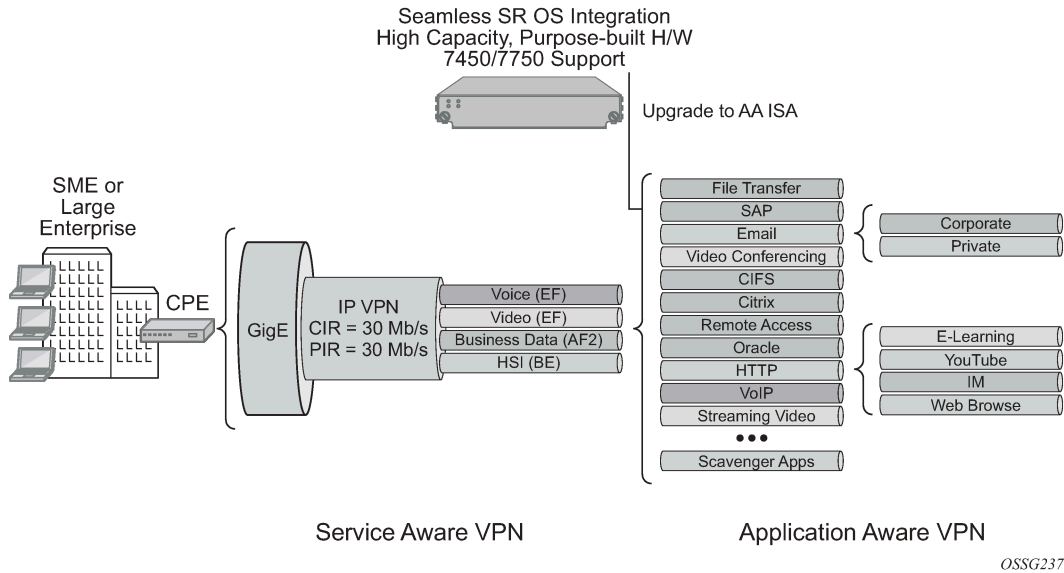 Seamless SR OS Integration
High Capacity, Purpose-built H/W
7450/7750 Support
Upgrade to AA ISA
SME or
Large
Enterprise
CPE
GigE
IP VPN
CIR = 30 Mb/s
PIR = 30 Mb/s
Voice (EF)
Video (EF)
Business Data (AF2)
HSI (BE)
File Transfer
SAP
Email
Video Conferencing
CIFS
Citrix
Remote Access
Oracle
HTTP
VoIP
Streaming Video
•••
Scavenger Apps
Corporate
Private
E-Learning
YouTube
IM
Web Browse
Service Aware VPN
Application Aware VPN
OSSG237